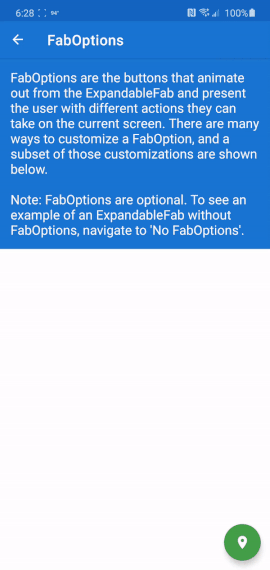 6:28 94° 100%
FabOptions
FabOptions are the buttons that animate
out from the ExpandableFab and present
the user with different actions they can
take on the current screen. There are many
ways to customize a FabOption, and a
subset of those customizations are shown
below.
Note: FabOptions are optional. To see an
example of an ExpandableFab without
FabOptions, navigate to 'No FabOptions'.